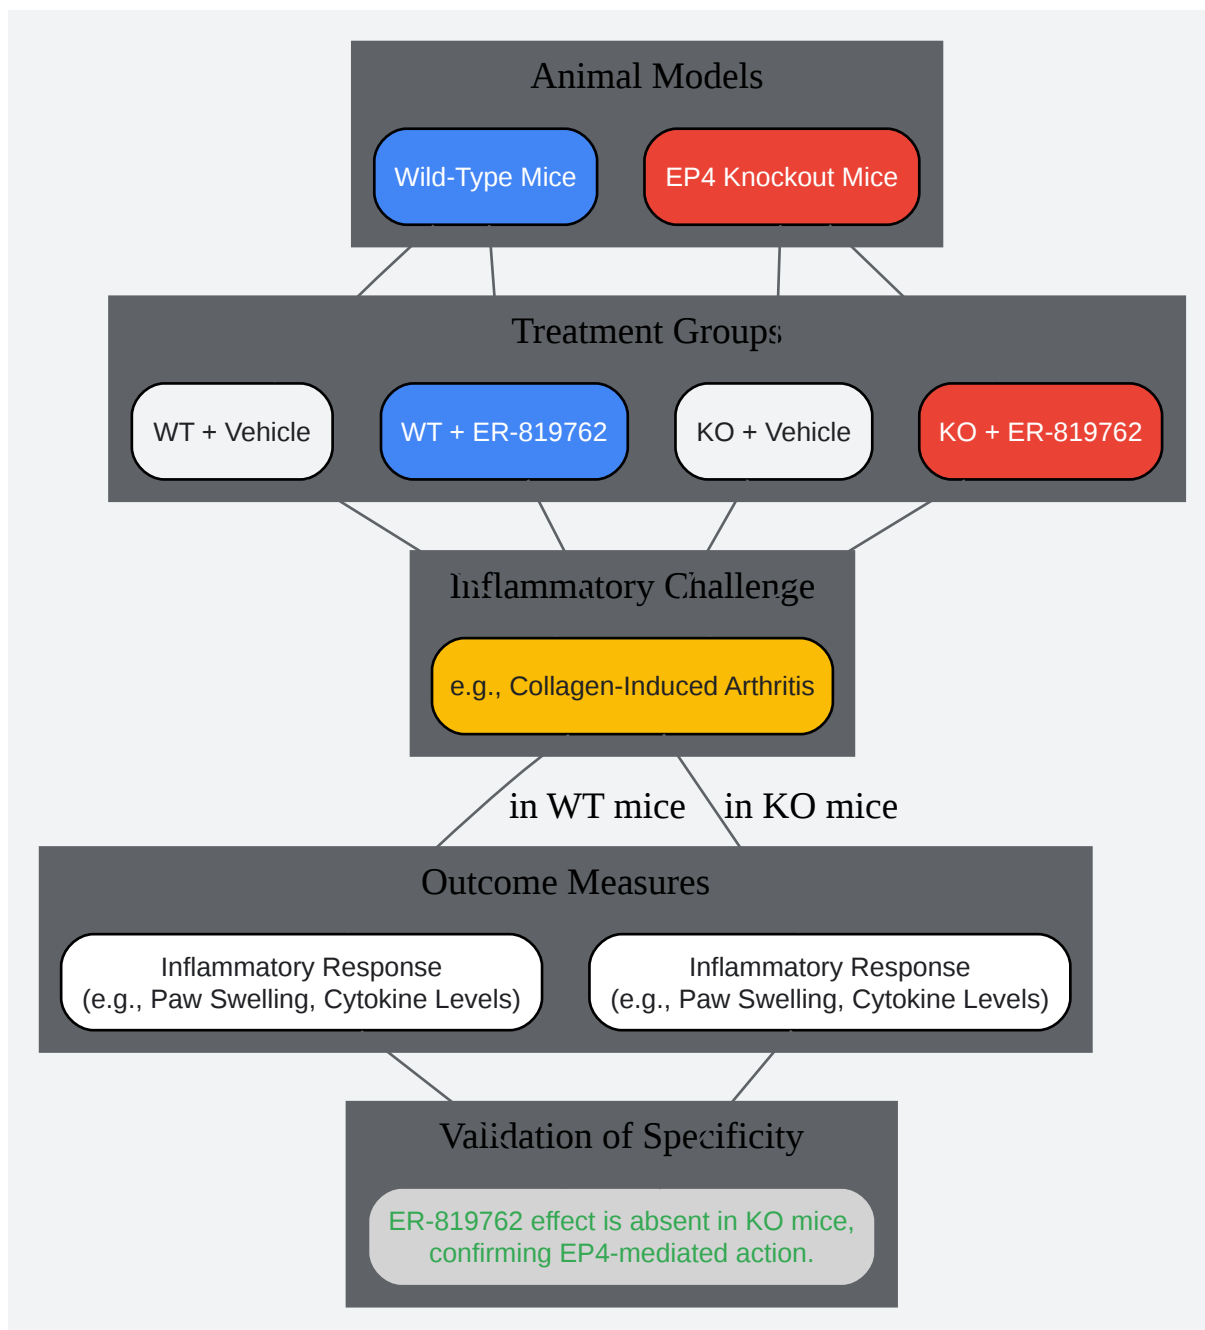 Animal Models
Wild-Type Mice
EP4 Knockout Mice
Treatment Groups
WT + Vehicle
WT + ER-819762
KO + Vehicle
KO + ER-819762
Inflammatory Challenge
e.g., Collagen-Induced Arthritis
in WT mice
in KO mice
Outcome Measures
Inflammatory Response
(e.g., Paw Swelling, Cytokine Levels)
Inflammatory Response
(e.g., Paw Swelling, Cytokine Levels)
Validation of Specificity
ER-819762 effect is absent in KO mice,
confirming EP4-mediated action.